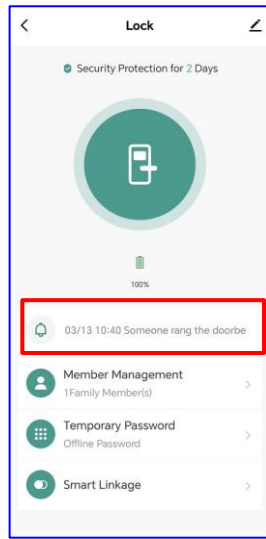 Lock
Security Protection for 2 Days
100%
03/13 10:40 Someone rang the doorbe
Member Management
1Family Member(s)
Temporary Password
Offline Password
Smart Linkage